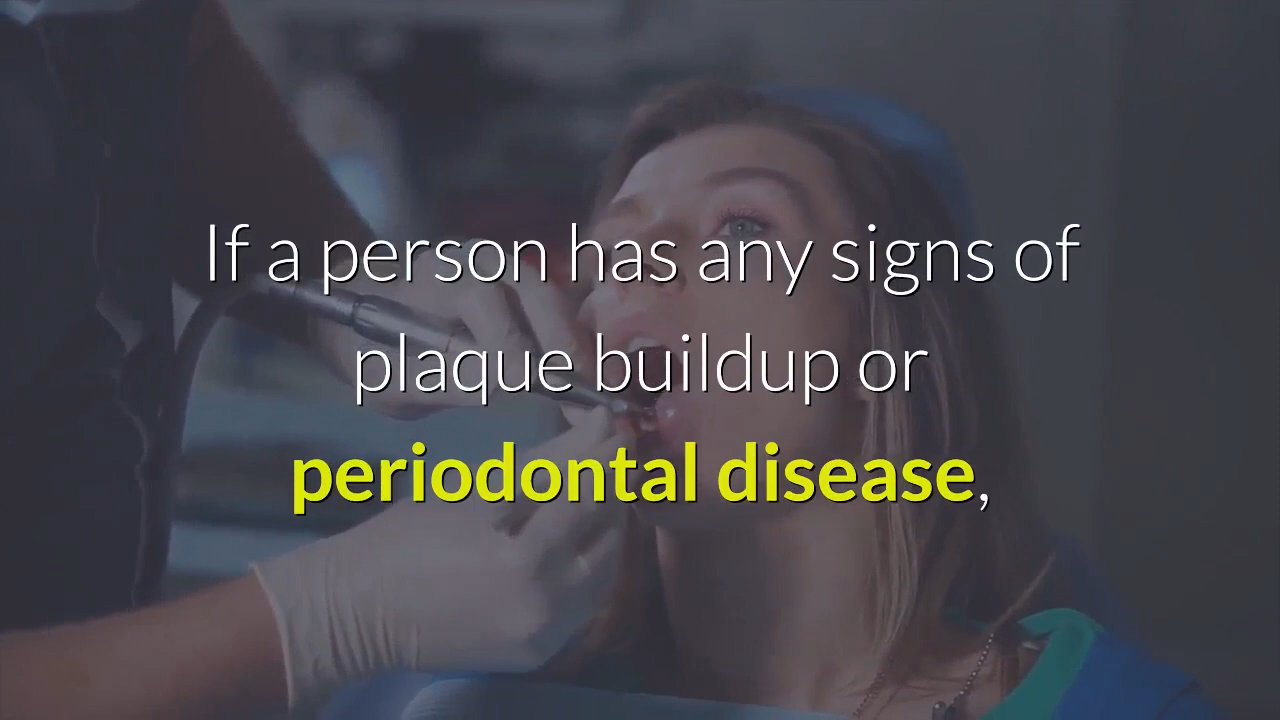 If a person has any signs of
plaque buildup or
periodontal disease,